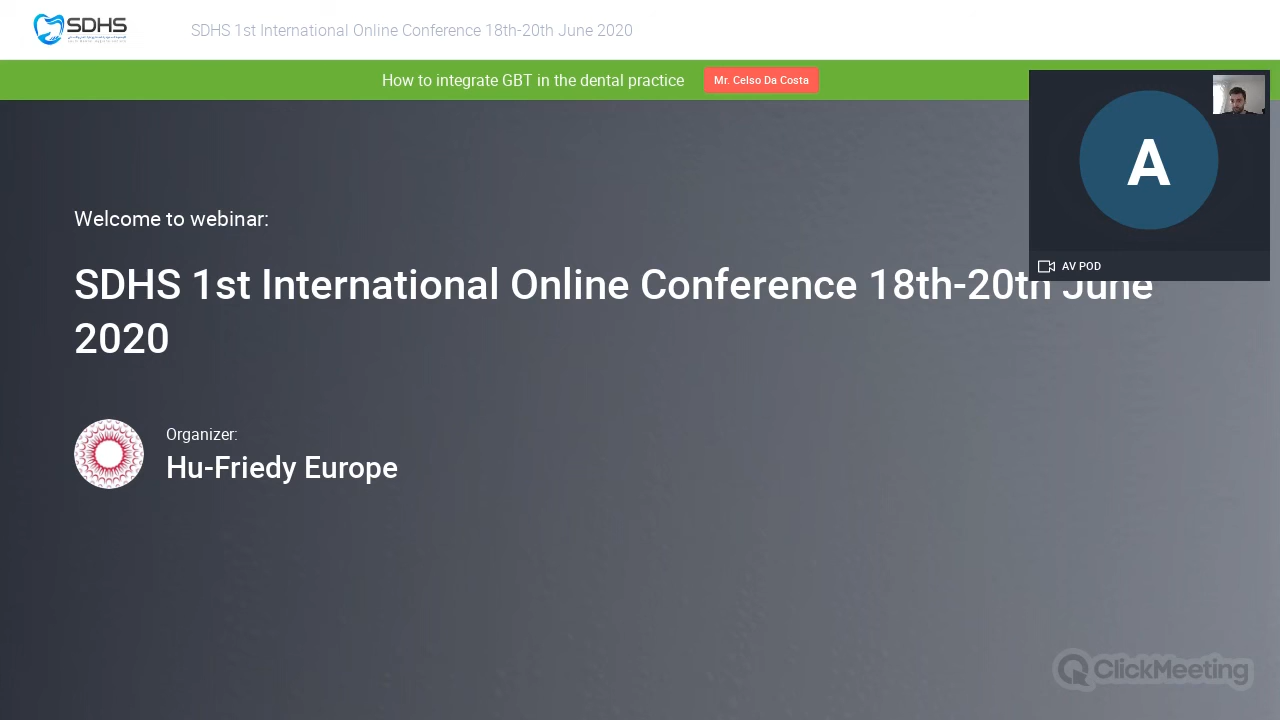 SDHS
SDHS 1st International Online Conference 18th-20th June 2020
How to integrate GBT in the dental practice
Mr. Celso Da Costa
A
AV POD
Welcome to webinar:
SDHS 1st International Online Conference 18th-20th June
2020
Organizer:
Hu-Friedy Europe
ClickMeeting